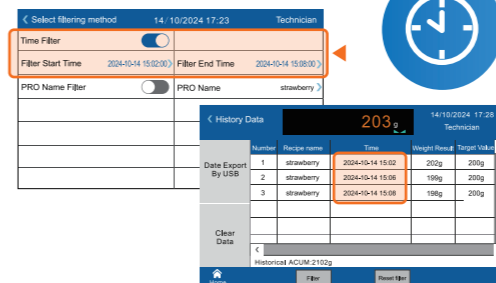 < Select filtering method 14/10/2024 17:23 Technician
Time Filter
Filter Start Time 2024-10-14 15:02:00 > Filter End Time 2024-10-14 15:08:00 >
PRO Name Filter PRO Name strawberry >
< History Data 203 g 14/10/2024 17:28
Technician
Number Recipe name Time Weight Result Target Value
Date Export By USB
1 strawberry 2024-10-14 15:02 202g 200g
2 strawberry 2024-10-14 15:06 199g 200g
3 strawberry 2024-10-14 15:08 198g 200g
Clear Data
<
Historical ACUM:2102g
Home Filter Reset filter